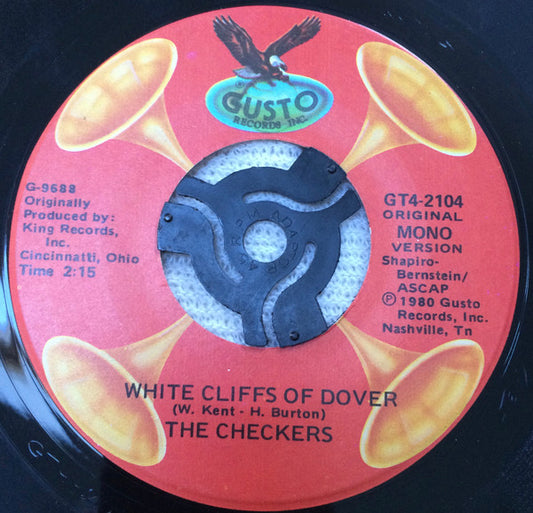 GUSTO
RECORDS INC.
G-9688
Originally
Produced by:
King Records,
Inc.
Cincinnatti, Ohio
Time 2:15
GT4-2104
ORIGINAL
MONO
VERSION
Shapiro-
Bernstein/
ASCAP
Ⓟ 1980 Gusto
Records, Inc.
Nashville, Tn
WHITE CLIFFS OF DOVER
(W. Kent - H. Burton)
THE CHECKERS